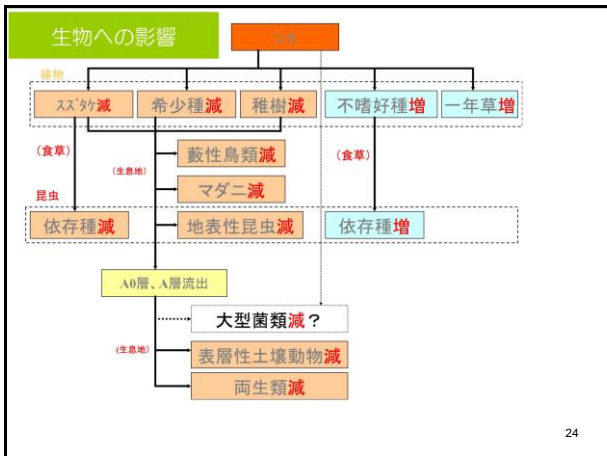 生物への影響
植物
ｽｽﾞﾀｹ減
希少種減
稚樹減
不嗜好種増
一年草増
(食草)
(生息地)
藪性鳥類減
(食草)
マダニ減
昆虫
依存種減
地表性昆虫減
依存種増
A0層、A層流出
大型菌類減？
(生息地)
表層性土壌動物減
両生類減
24